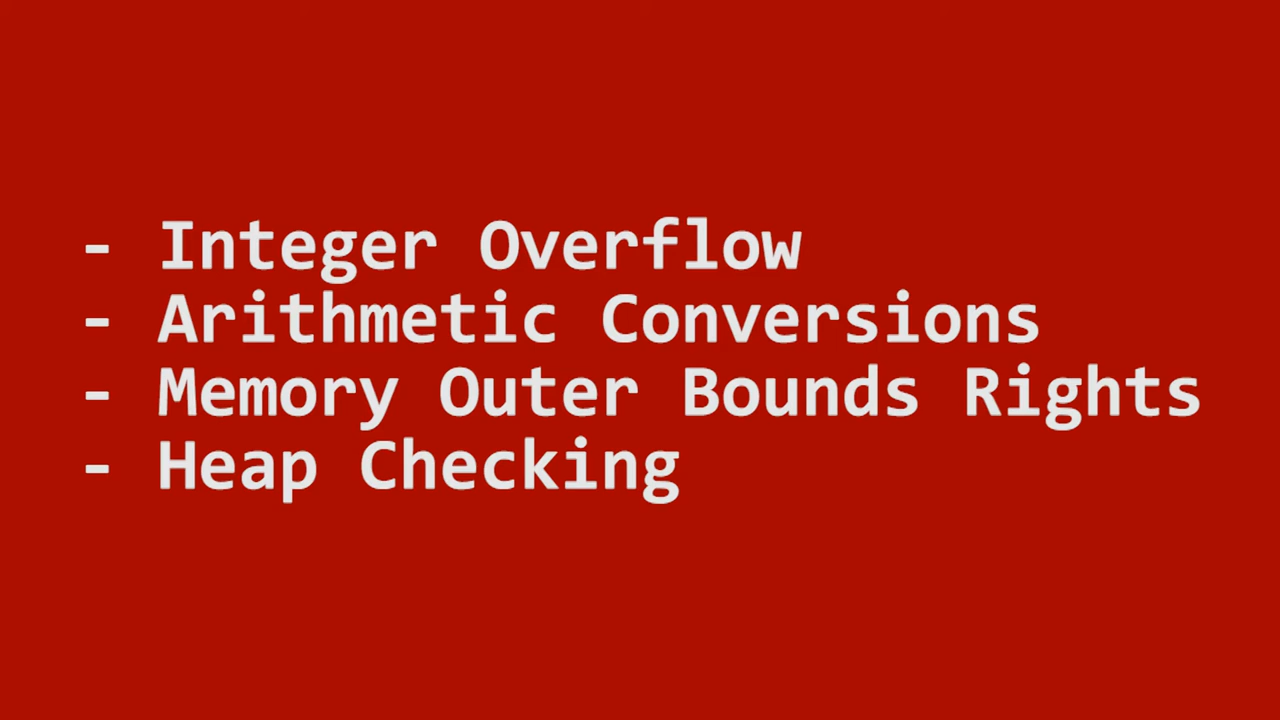 - Integer Overflow
- Arithmetic Conversions
- Memory Outer Bounds Rights
- Heap Checking